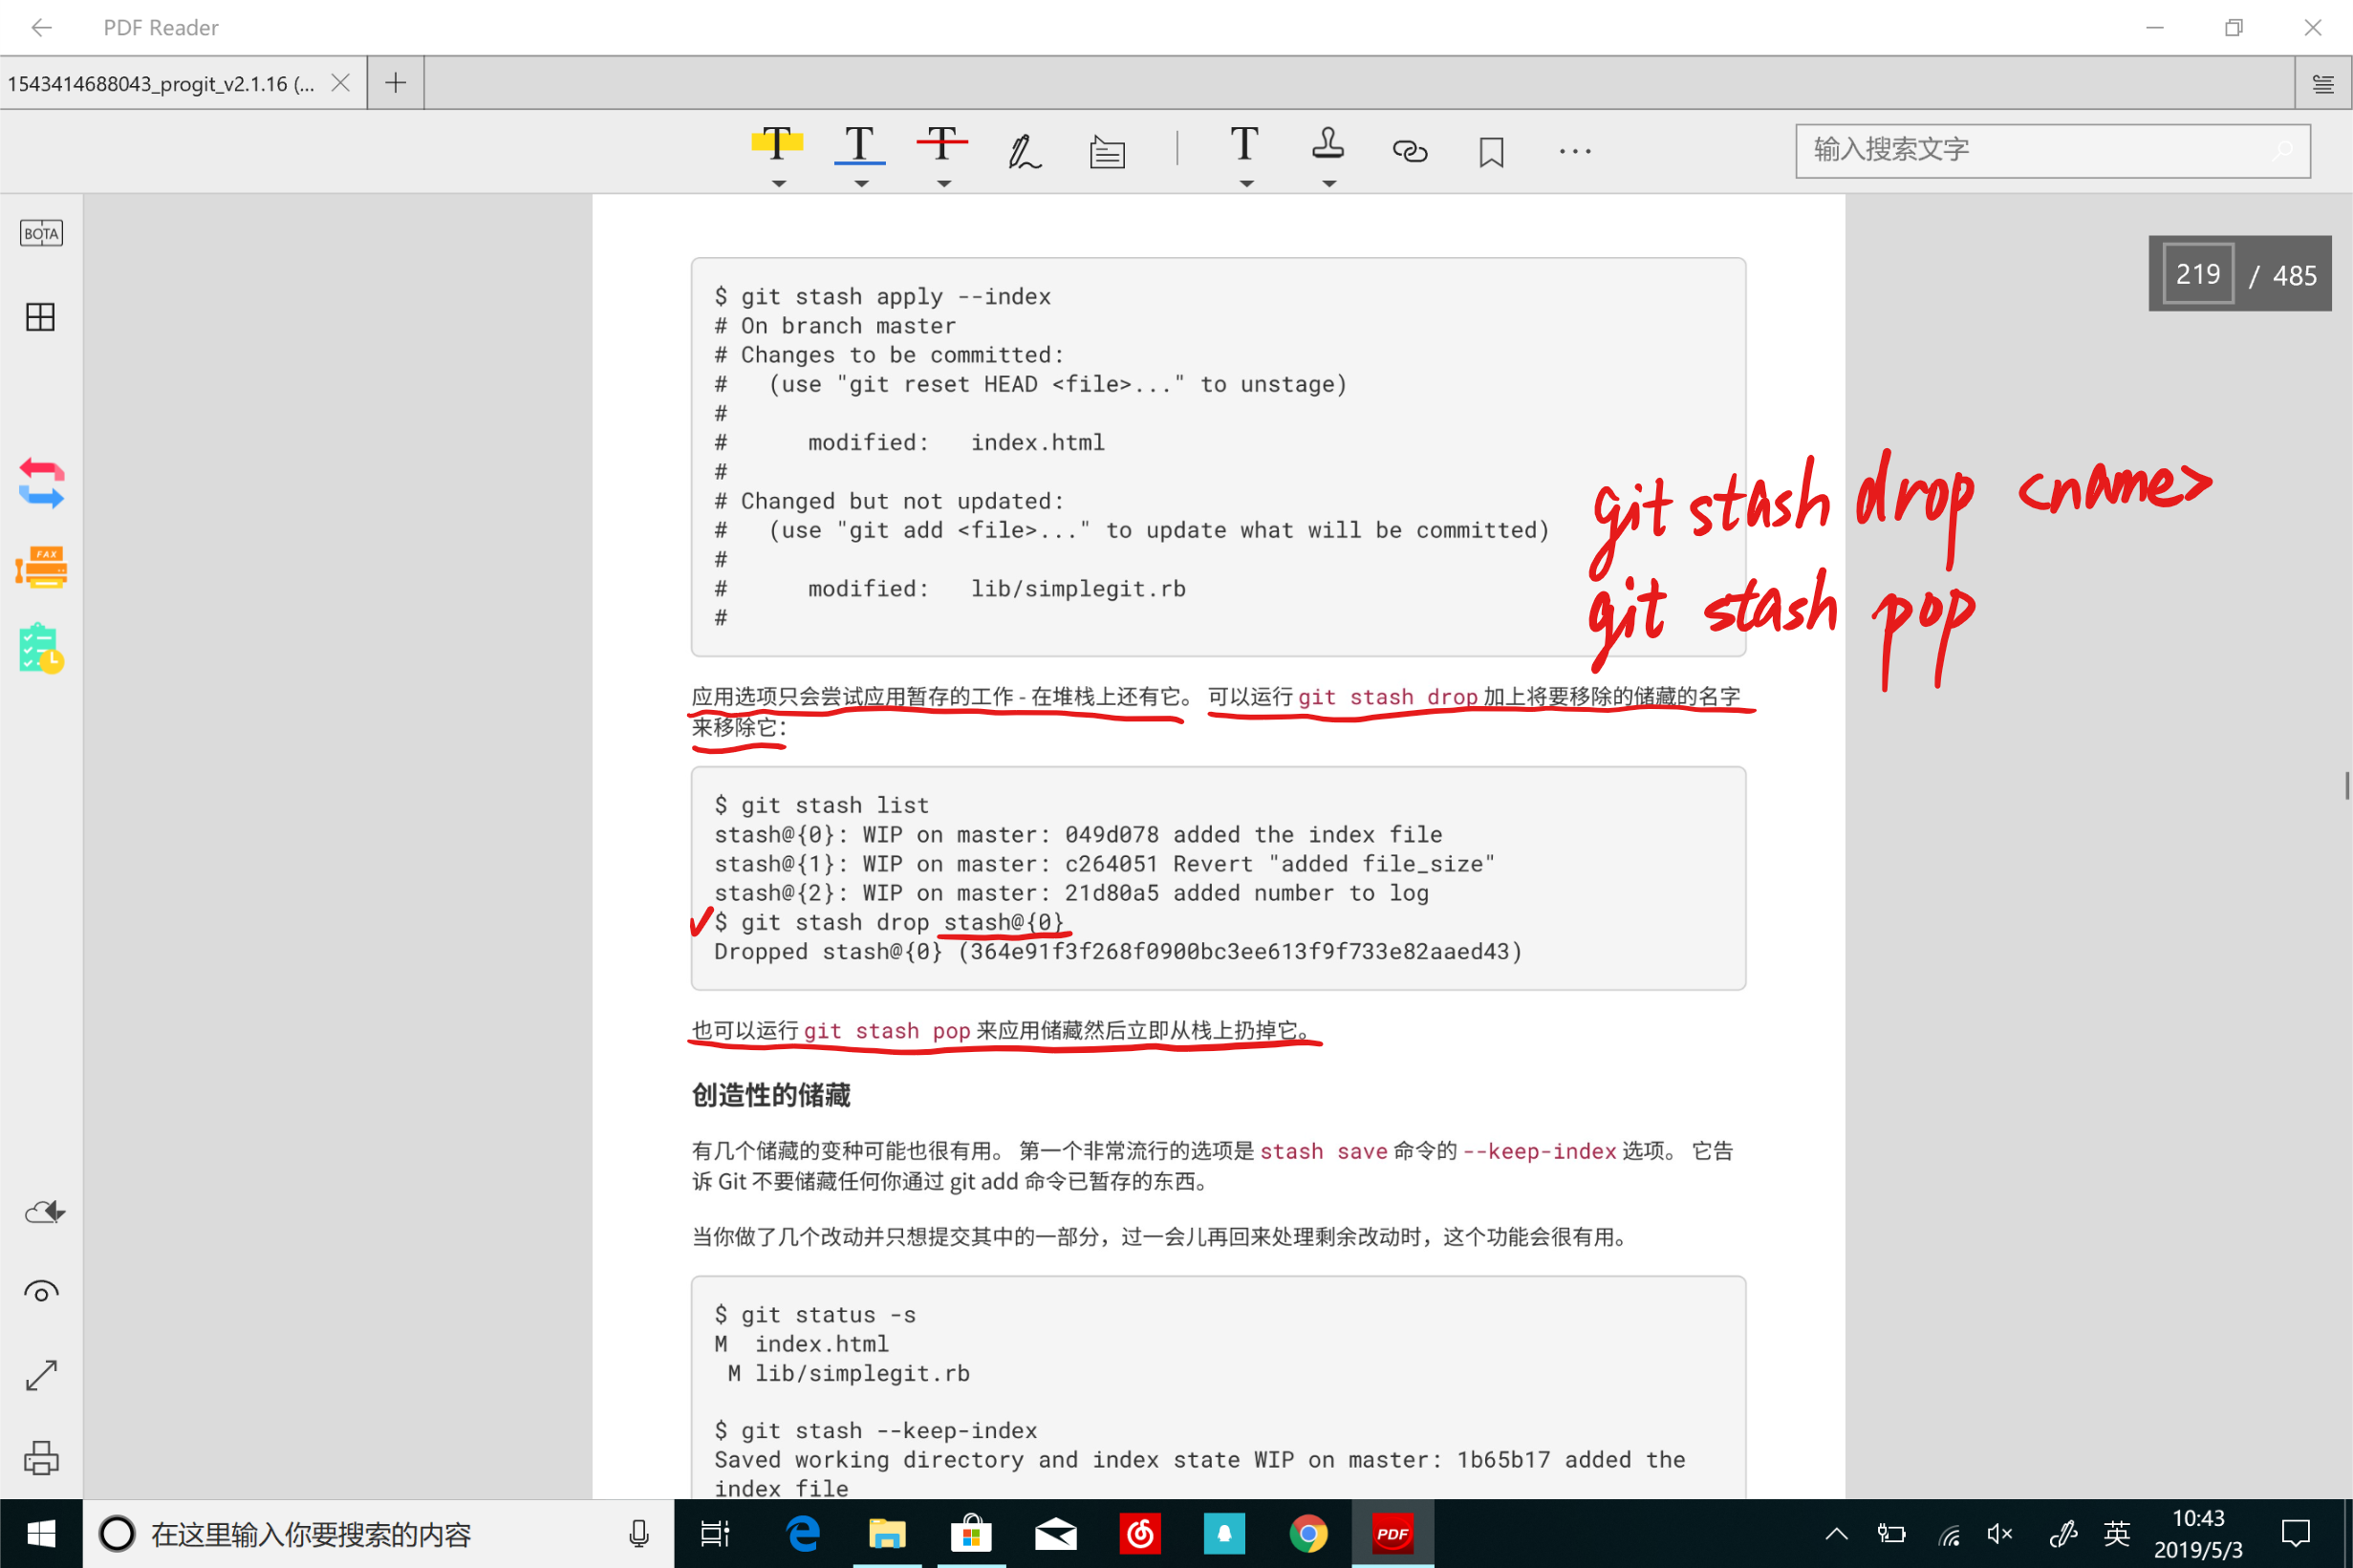 PDF Reader
1543414688043_progit_v2.1.16 (...
T T T T
输入搜索文字
BOTA
219 / 485
$ git stash apply --index
# On branch master
# Changes to be committed:
#   (use "git reset HEAD <file>..." to unstage)
#
#      modified:   index.html
#
# Changed but not updated:
#   (use "git add <file>..." to update what will be committed)
#
#      modified:   lib/simplegit.rb
#
git stash drop <name>
git stash pop
FAX
应用选项只会尝试应用暂存的工作 - 在堆栈上还有它。 可以运行 git stash drop 加上将要移除的储藏的名字
来移除它：
$ git stash list
stash@{0}: WIP on master: 049d078 added the index file
stash@{1}: WIP on master: c264051 Revert "added file_size"
stash@{2}: WIP on master: 21d80a5 added number to log
$ git stash drop stash@{0}
Dropped stash@{0} (364e91f3f268f0900bc3ee613f9f733e82aaed43)
也可以运行 git stash pop 来应用储藏然后立即从栈上扔掉它。
创造性的储藏
有几个储藏的变种可能也很有用。 第一个非常流行的选项是 stash save 命令的 --keep-index 选项。 它告
诉 Git 不要储藏任何你通过 git add 命令已暂存的东西。
当你做了几个改动并只想提交其中的一部分，过一会儿再回来处理剩余改动时，这个功能会很有用。
$ git status -s
M  index.html
 M lib/simplegit.rb
$ git stash --keep-index
Saved working directory and index state WIP on master: 1b65b17 added the
index file
在这里输入你要搜索的内容
PDF
英
10:43
2019/5/3